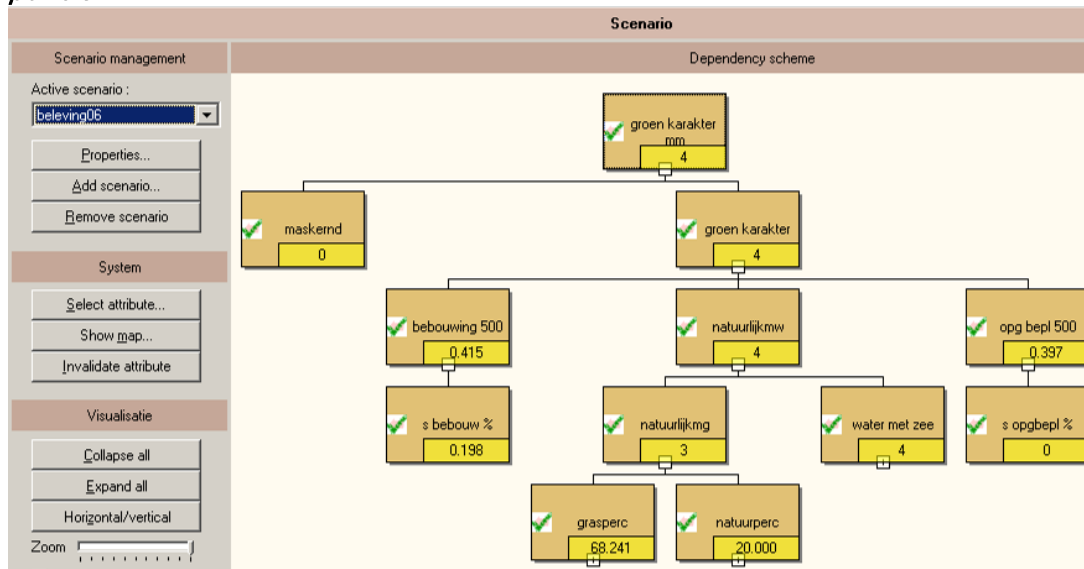 Scenario
Scenario management
Dependency scheme
Active scenario :
beleving06
Properties...
Add scenario...
Remove scenario
System
Select attribute...
Show map...
Invalidate attribute
Visualisatie
Collapse all
Expand all
Horizontal/vertical
Zoom
groen karakter
mm
4
maskernd
0
groen karakter
4
bebouwing 500
0.415
natuurlijkmw
4
opg bepl 500
0.397
s bebouw %
0.198
natuurlijkmg
3
water met zee
4
s opgbepl %
0
grasperc
68.241
natuurperc
20.000